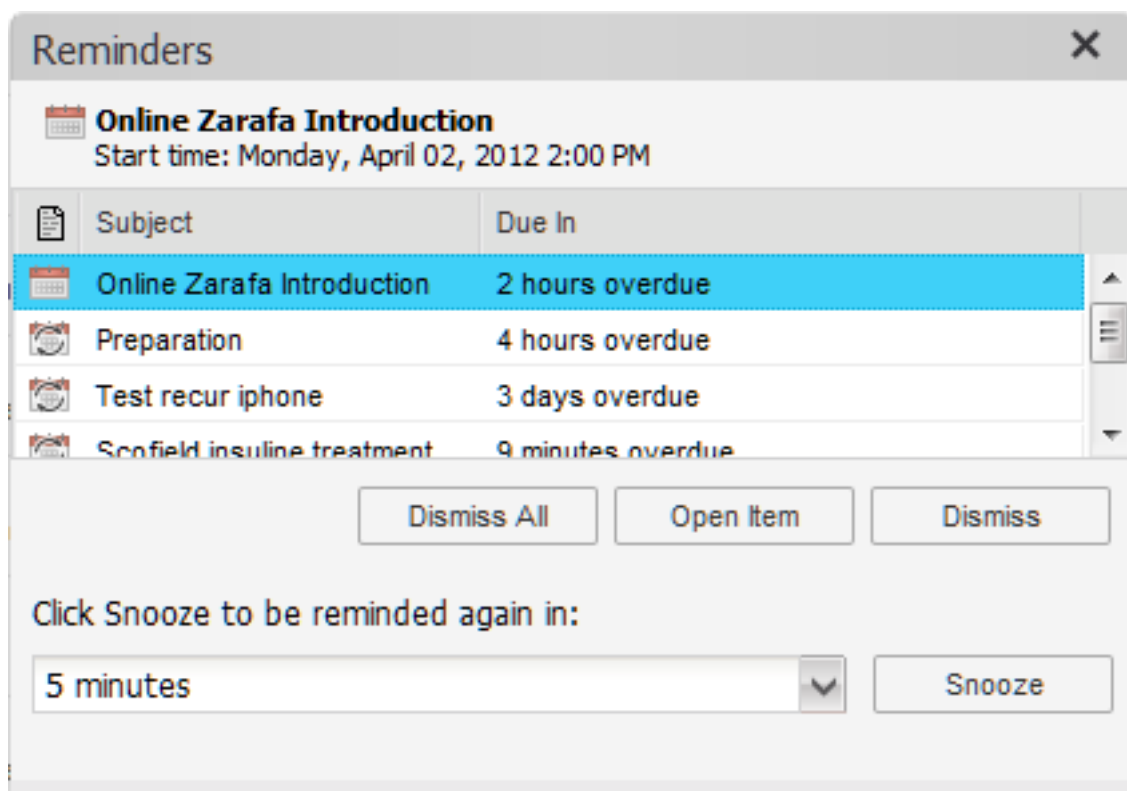 Reminders
Online Zarafa Introduction
Start time: Monday, April 02, 2012 2:00 PM
Subject Due In
Online Zarafa Introduction 2 hours overdue
Preparation 4 hours overdue
Test recur iphone 3 days overdue
Scofield insuline treatment 9 minutes overdue
Dismiss All Open Item Dismiss
Click Snooze to be reminded again in:
5 minutes Snooze